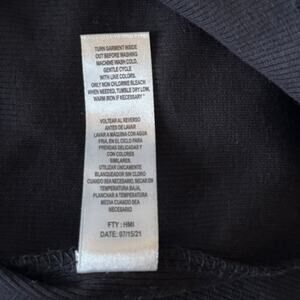 TURN GARMENT INSIDE
OUT BEFORE WASHING
MACHINE WASH COLD,
GENTLE CYCLE
WITH LIKE COLORS.
ONLY NON CHLORINE BLEACH
WHEN NEEDED, TUMBLE DRY LOW,
WARM IRON IF NECESSARY
VOLTEAR AL REVERSO
ANTES DE LAVAR
LAVAR A MÁQUINA CON AGUA
FRIA, EN EL CICLO PARA
PRENDAS DELICADAS Y
CON COLORES
SIMILARES.
UTILIZAR UNICAMENTE
BLANQUEADOR SIN CLORO
CUANDO SEA NECESARIO. SECAR EN
TEMPERATURA BAJA,
PLANCHAR A TEMPERATURA
MEDIA CUANDO SEA
NECESARIO
FTY : HMI
DATE: 07/15/21